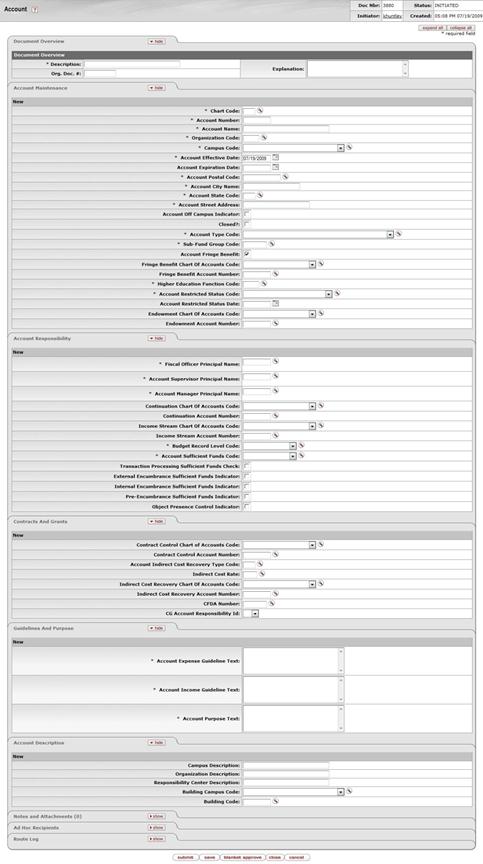 Account ?
Doc Nbr: 3880 Status: INITIATED
Initiator: khuntley Created: 05:08 PM 07/19/2009
expand all collapse all
* required field
Document Overview hide
Document Overview
* Description: Explanation:
Org. Doc. #:
Account Maintenance hide
New
* Chart Code:
* Account Number:
* Account Name:
* Organization Code:
* Campus Code:
* Account Effective Date: 07/19/2009
Account Expiration Date:
* Account Postal Code:
* Account City Name:
* Account State Code:
* Account Street Address:
Account Off Campus Indicator:
Closed?:
* Account Type Code:
* Sub-Fund Group Code:
Account Fringe Benefit:
Fringe Benefit Chart Of Accounts Code:
Fringe Benefit Account Number:
* Higher Education Function Code:
* Account Restricted Status Code:
Account Restricted Status Date:
Endowment Chart Of Accounts Code:
Endowment Account Number:
Account Responsibility hide
New
* Fiscal Officer Principal Name:
* Account Supervisor Principal Name:
* Account Manager Principal Name:
Continuation Chart Of Accounts Code:
Continuation Account Number:
Income Stream Chart Of Accounts Code:
Income Stream Account Number:
* Budget Record Level Code:
* Account Sufficient Funds Code:
Transaction Processing Sufficient Funds Check:
External Encumbrance Sufficient Funds Indicator:
Internal Encumbrance Sufficient Funds Indicator:
Pre-Encumbrance Sufficient Funds Indicator:
Object Presence Control Indicator:
Contracts And Grants hide
New
Contract Control Chart of Accounts Code:
Contract Control Account Number:
Account Indirect Cost Recovery Type Code:
Indirect Cost Rate:
Indirect Cost Recovery Chart Of Accounts Code:
Indirect Cost Recovery Account Number:
CFDA Number:
CG Account Responsibility Id:
Guidelines And Purpose hide
New
* Account Expense Guideline Text:
* Account Income Guideline Text:
* Account Purpose Text:
Account Description hide
New
Campus Description:
Organization Description:
Responsibility Center Description:
Building Campus Code:
Building Code:
Notes and Attachments (0) show
Ad Hoc Recipients show
Route Log show
submit save blanket approve close cancel